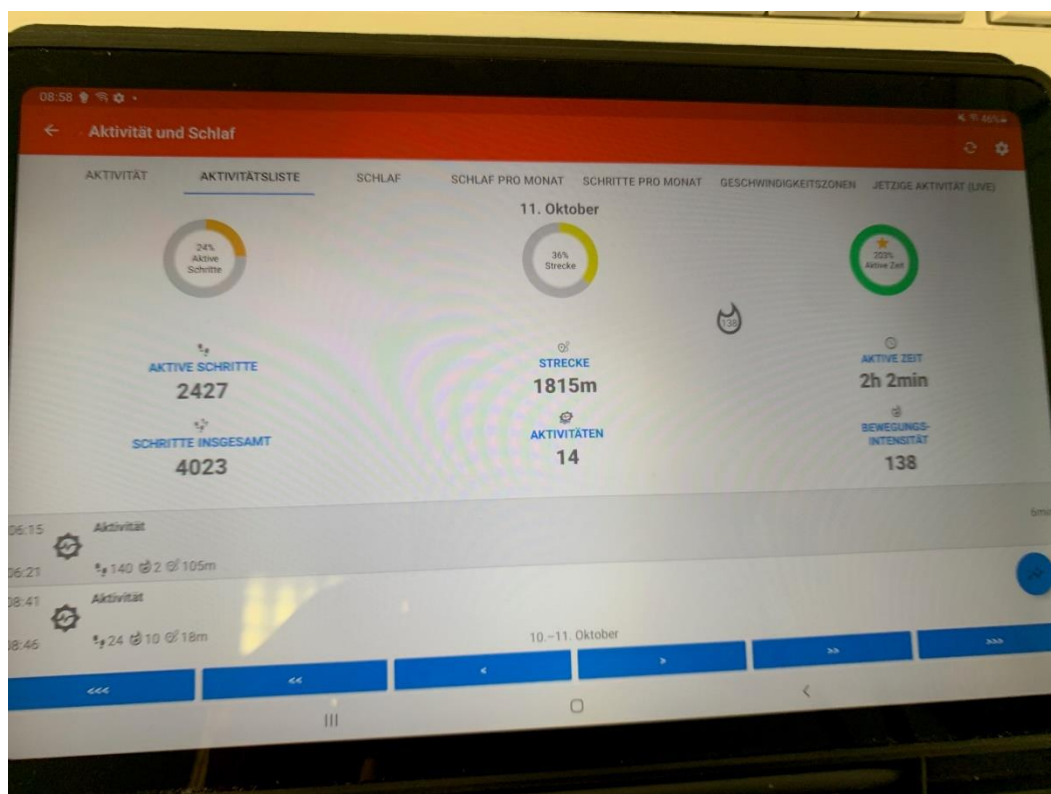 08:58
46%
Aktivität und Schlaf
AKTIVITÄT AKTIVITÄTSLISTE SCHLAF SCHLAF PRO MONAT SCHRITTE PRO MONAT GESCHWINDIGKEITSZONEN JETZIGE AKTIVITÄT (LIVE)
11. Oktober
24%
Aktive
Schritte
36%
Strecke
203%
Aktive Zeit
138
AKTIVE SCHRITTE
2427
STRECKE
1815m
AKTIVE ZEIT
2h 2min
SCHRITTE INSGESAMT
4023
AKTIVITÄTEN
14
BEWEGUNGS-
INTENSITÄT
138
06:15 Aktivität 6min
06:21 140 2 105m
08:41 Aktivität
08:46 24 10 18m
10.–11. Oktober
<<< << < > >> >>>